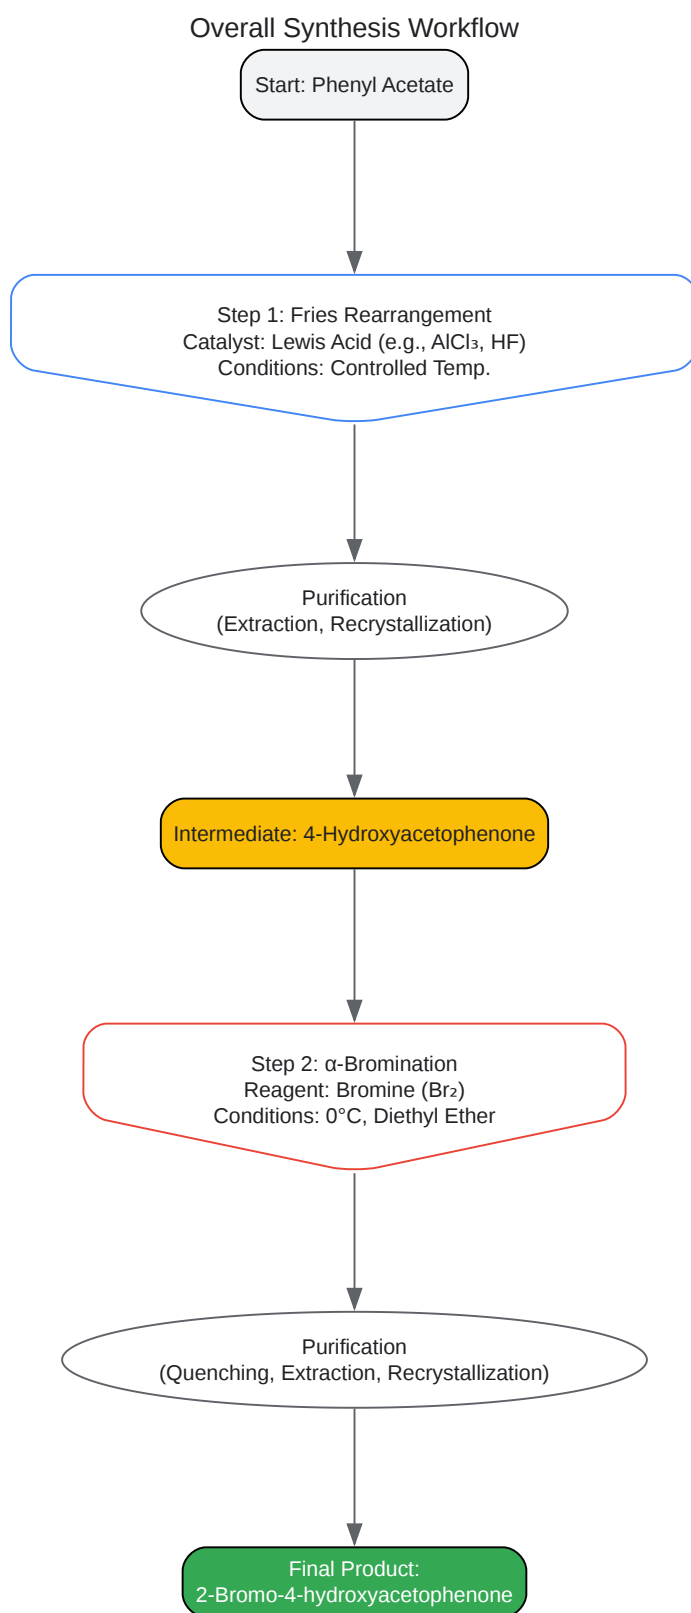 Overall Synthesis Workflow
Start: Phenyl Acetate
Step 1: Fries Rearrangement
Catalyst: Lewis Acid (e.g., AlCl₃, HF)
Conditions: Controlled Temp.
Purification
(Extraction, Recrystallization)
Intermediate: 4-Hydroxyacetophenone
Step 2: α-Bromination
Reagent: Bromine (Br₂)
Conditions: 0°C, Diethyl Ether
Purification
(Quenching, Extraction, Recrystallization)
Final Product:
2-Bromo-4-hydroxyacetophenone